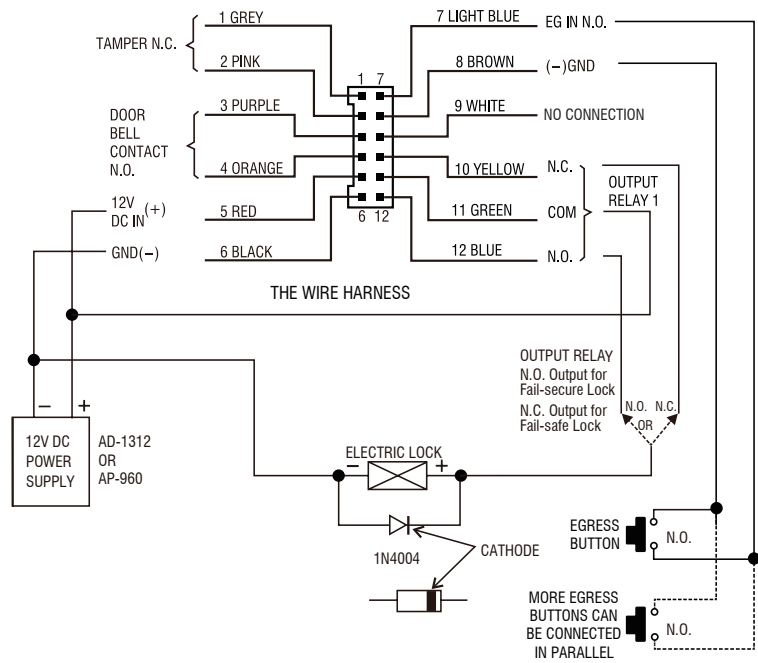 1 GREY
7 LIGHT BLUE
EG IN N.O.
TAMPER N.C.
2 PINK
8 BROWN
(-)GND
1 7
3 PURPLE
9 WHITE
NO CONNECTION
DOOR
BELL
CONTACT
N.O.
4 ORANGE
10 YELLOW
N.C.
OUTPUT
RELAY 1
12V
DC IN
(+)
5 RED
6 12
11 GREEN
COM
GND(-)
6 BLACK
12 BLUE
N.O.
THE WIRE HARNESS
OUTPUT RELAY
N.O. Output for
Fail-secure Lock
N.C. Output for
Fail-safe Lock
N.O. N.C.
OR
- +
12V DC
POWER
SUPPLY
AD-1312
OR
AP-960
ELECTRIC LOCK
- +
1N4004
CATHODE
EGRESS
BUTTON
N.O.
MORE EGRESS
BUTTONS CAN
BE CONNECTED
IN PARALLEL
N.O.